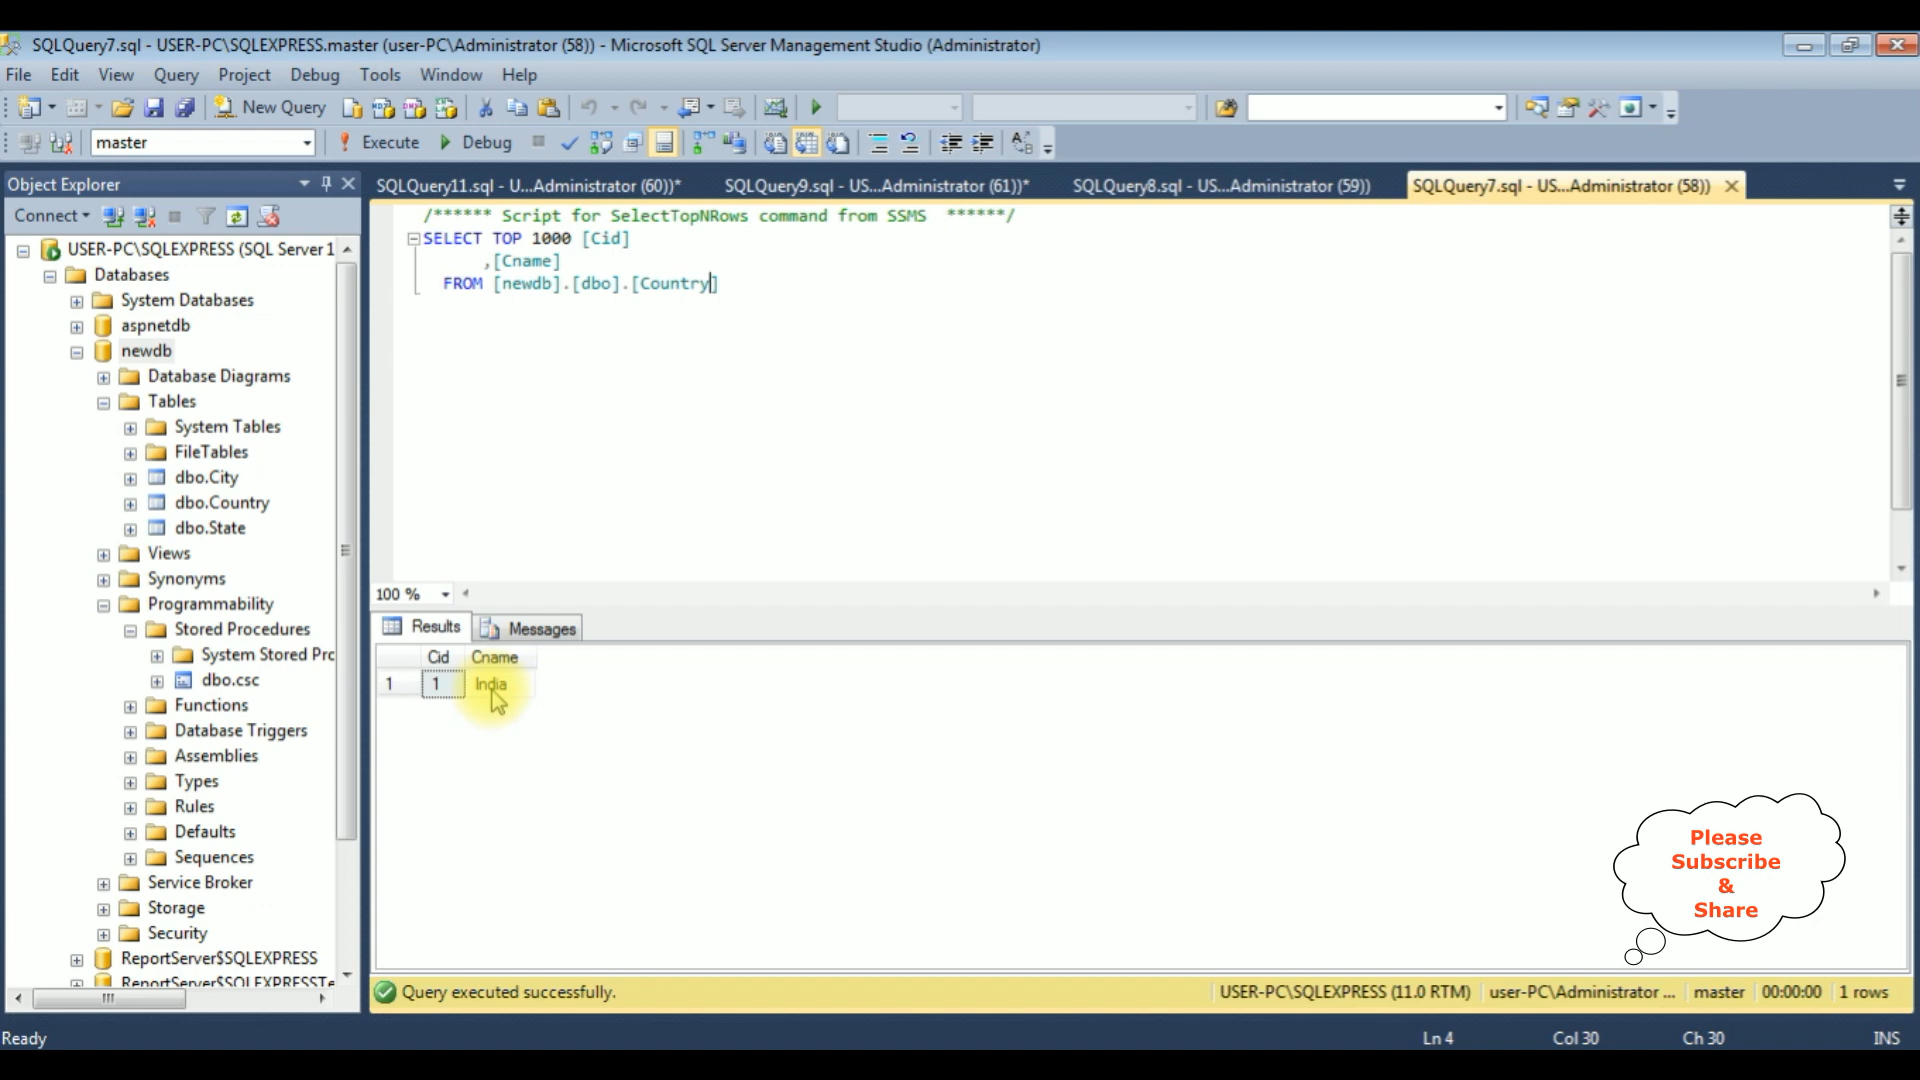 SQLQuery7.sql - USER-PC\SQLEXPRESS.master (user-PC\Administrator (58)) - Microsoft SQL Server Management Studio (Administrator)
File Edit View Query Project Debug Tools Window Help
New Query
master Execute Debug
Object Explorer
SQLQuery11.sql - U...Administrator (60))* SQLQuery9.sql - US...Administrator (61))* SQLQuery8.sql - US...Administrator (59)) SQLQuery7.sql - US...Administrator (58))
Connect
USER-PC\SQLEXPRESS (SQL Server 1
Databases
System Databases
aspnetdb
newdb
Database Diagrams
Tables
System Tables
FileTables
dbo.City
dbo.Country
dbo.State
Views
Synonyms
Programmability
Stored Procedures
System Stored Prc
dbo.csc
Functions
Database Triggers
Assemblies
Types
Rules
Defaults
Sequences
Service Broker
Storage
Security
ReportServer$SQLEXPRESS
ReportServer$SQLEXPRESSTe
/****** Script for SelectTopNRows command from SSMS ******/
SELECT TOP 1000 [Cid]
,[Cname]
FROM [newdb].[dbo].[Country]
100 %
Results Messages
Cid Cname
1 1 India
Please
Subscribe
&
Share
Query executed successfully. USER-PC\SQLEXPRESS (11.0 RTM) user-PC\Administrator ... master 00:00:00 1 rows
Ready Ln 4 Col 30 Ch 30 INS